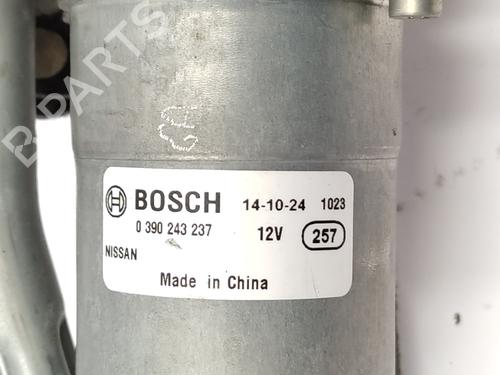 B PARTS
BOSCH 14-10-24 1023
0 390 243 237 12V 257
NISSAN
Made in China